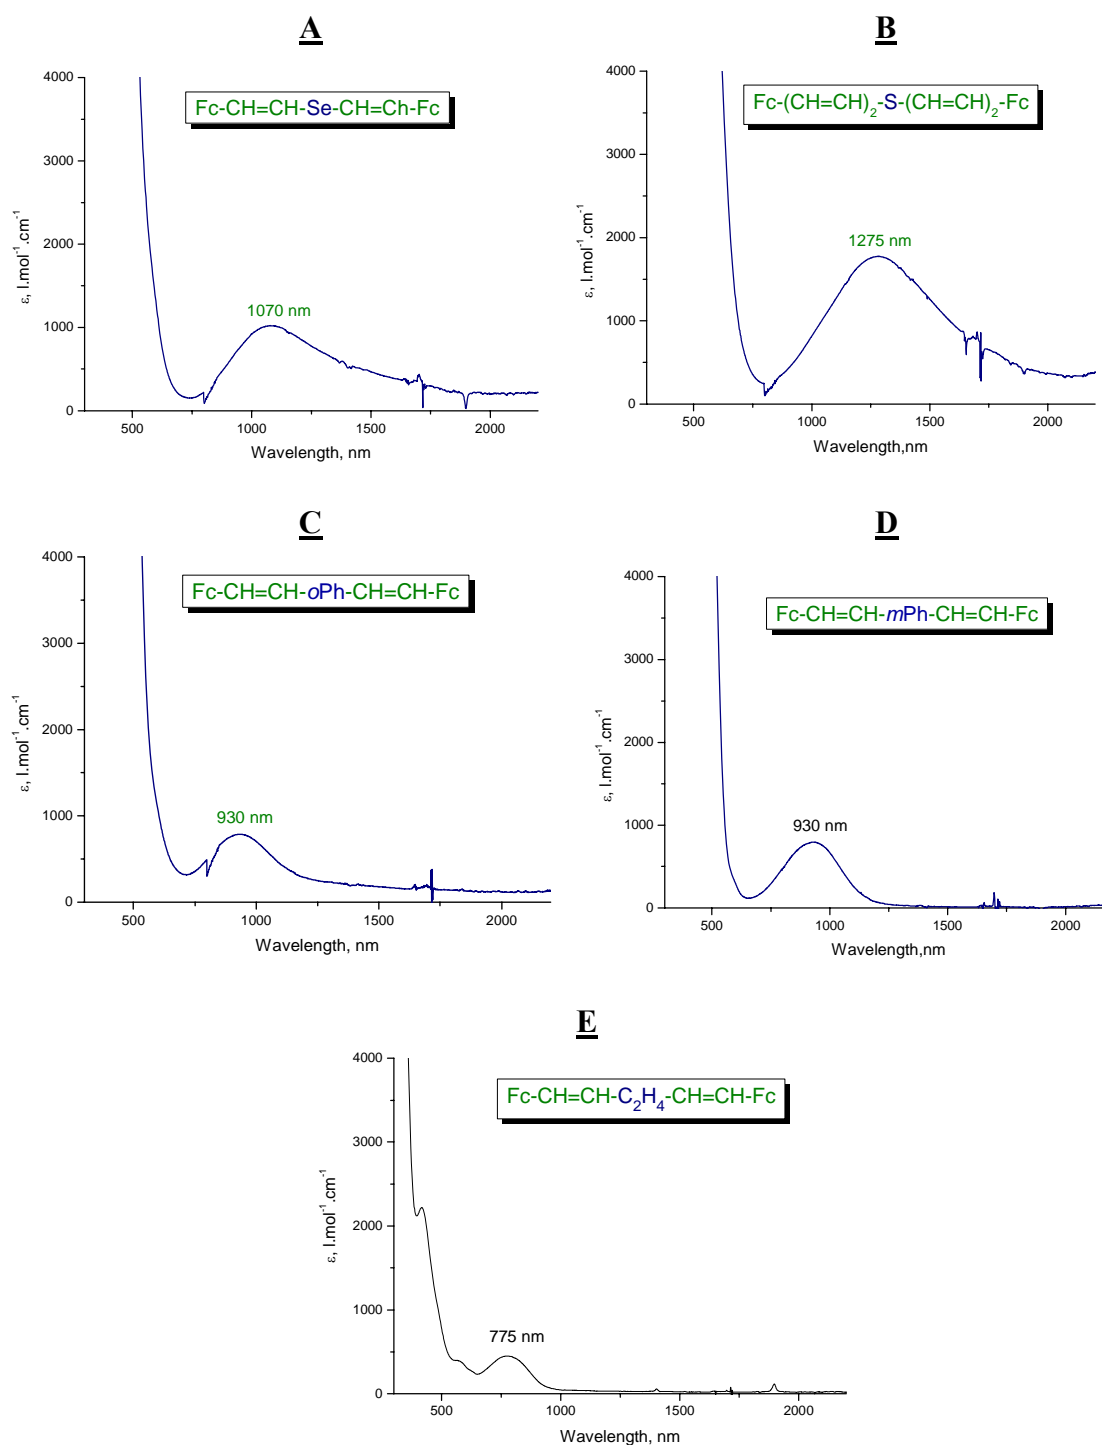 A
4000
3000
2000
1000
0
ε, l.mol⁻¹.cm⁻¹
Fc-CH=CH-Se-CH=Ch-Fc
1070 nm
500
1000
1500
2000
Wavelength, nm
B
4000
3000
2000
1000
0
ε, l.mol⁻¹.cm⁻¹
Fc-(CH=CH)₂-S-(CH=CH)₂-Fc
1275 nm
500
1000
1500
2000
Wavelength,nm
C
4000
3000
2000
1000
0
ε, l.mol⁻¹.cm⁻¹
Fc-CH=CH-oPh-CH=CH-Fc
930 nm
500
1000
1500
2000
Wavelength, nm
D
4000
3000
2000
1000
0
ε, l.mol⁻¹.cm⁻¹
Fc-CH=CH-mPh-CH=CH-Fc
930 nm
500
1000
1500
2000
Wavelength,nm
E
4000
3000
2000
1000
0
ε, l.mol⁻¹.cm⁻¹
Fc-CH=CH-C₂H₄-CH=CH-Fc
775 nm
500
1000
1500
2000
Wavelength, nm